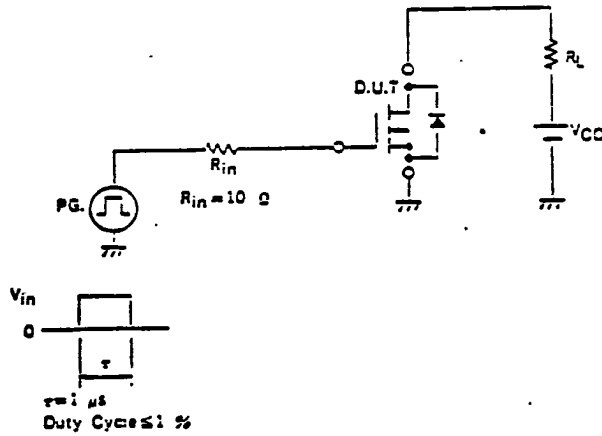 D.U.T
RL
VCC
Rin
PG.
Rin=10 Ω
Vin
0
τ
τ=1 μs
Duty Cycle≤1 %